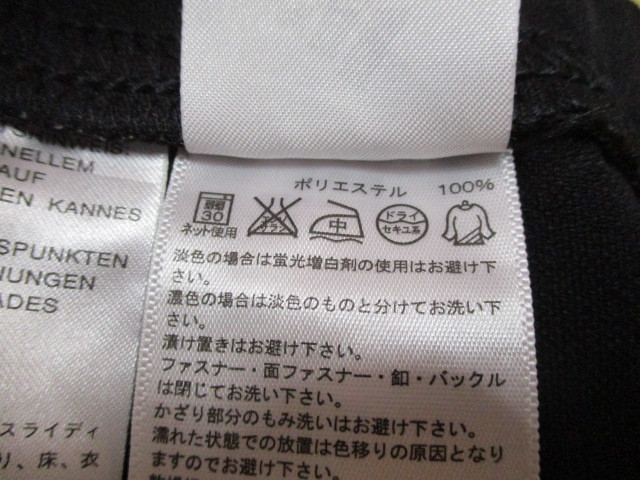 NELLEM
AUF
EN KANNES
SPUNKTEN
HUNGEN
ADES
スライディ
り、床、衣
ポリエステル 100%
30
ネット使用
中
ドライ
セキユ系
淡色の場合は蛍光増白剤の使用はお避け下
さい。
濃色の場合は淡色のものと分けてお洗い下
さい。
漬け置きはお避け下さい。
ファスナー・面ファスナー・釦・バックル
は閉じてお洗い下さい。
かざり部分のもみ洗いはお避け下さい。
濡れた状態での放置は色移りの原因となり
ますのでお避け下さい。